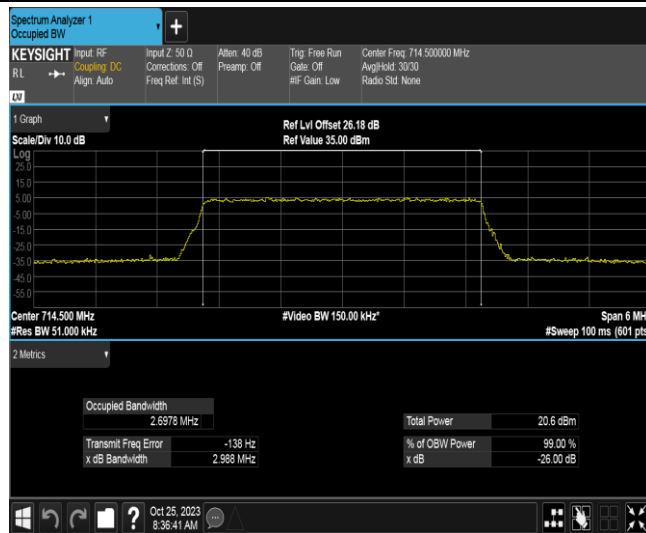 Spectrum Analyzer 1
Occupied BW
+
KEYSIGHT
RL
Input: RF
Coupling: DC
Align: Auto
Input Z: 50 Ω
Corrections: Off
Freq Ref: Int (S)
Atten: 40 dB
Preamp: Off
Trig: Free Run
Gate: Off
#IF Gain: Low
Center Freq: 714.500000 MHz
Avg|Hold: 30/30
Radio Std: None
1 Graph
Scale/Div 10.0 dB
Ref Lvl Offset 26.18 dB
Ref Value 35.00 dBm
Log
25.0
15.0
5.00
-5.00
-15.0
-25.0
-35.0
-45.0
-55.0
Center 714.500 MHz
#Res BW 51.000 kHz
#Video BW 150.00 kHz*
Span 6 MH
#Sweep 100 ms (601 pts
2 Metrics
Occupied Bandwidth
2.6978 MHz
Transmit Freq Error -138 Hz
x dB Bandwidth 2.988 MHz
Total Power 20.6 dBm
% of OBW Power 99.00 %
x dB -26.00 dB
?
Oct 25, 2023
8:36:41 AM